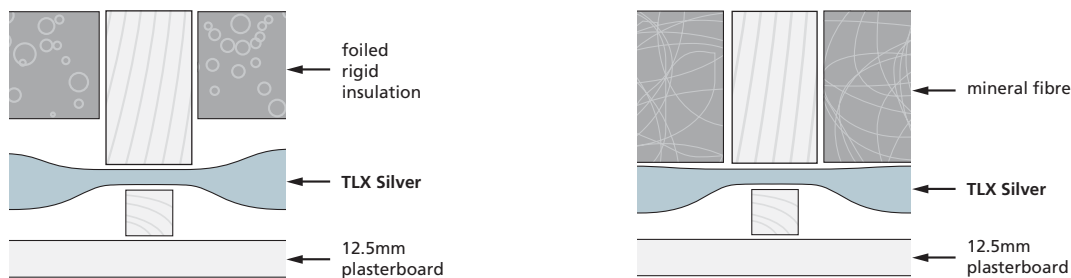 foiled
rigid
insulation
TLX Silver
12.5mm
plasterboard
mineral fibre
TLX Silver
12.5mm
plasterboard